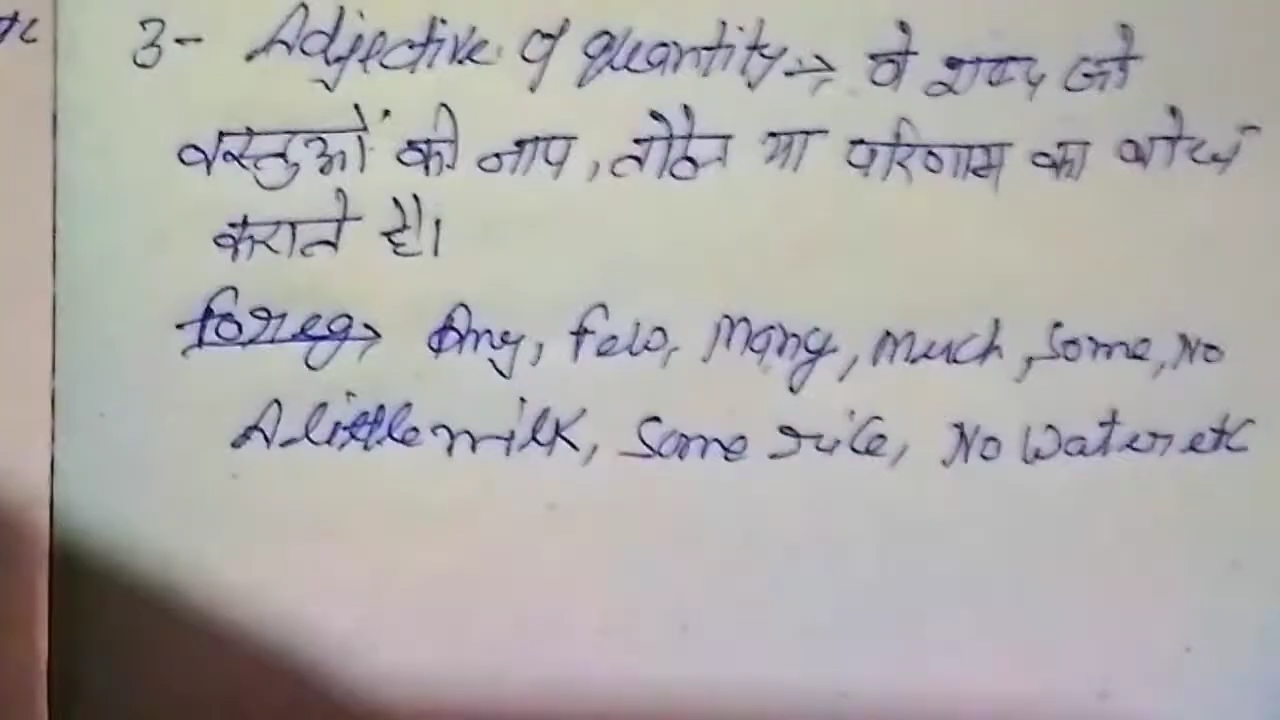 3- Adjective of quantity→ वे शब्द जो
वस्तुओं की नाप, तौल या परिणाम का बोध
कराते है।
for eg→ Any, few, Many, much, some, No
A little milk, some rice, No water etc